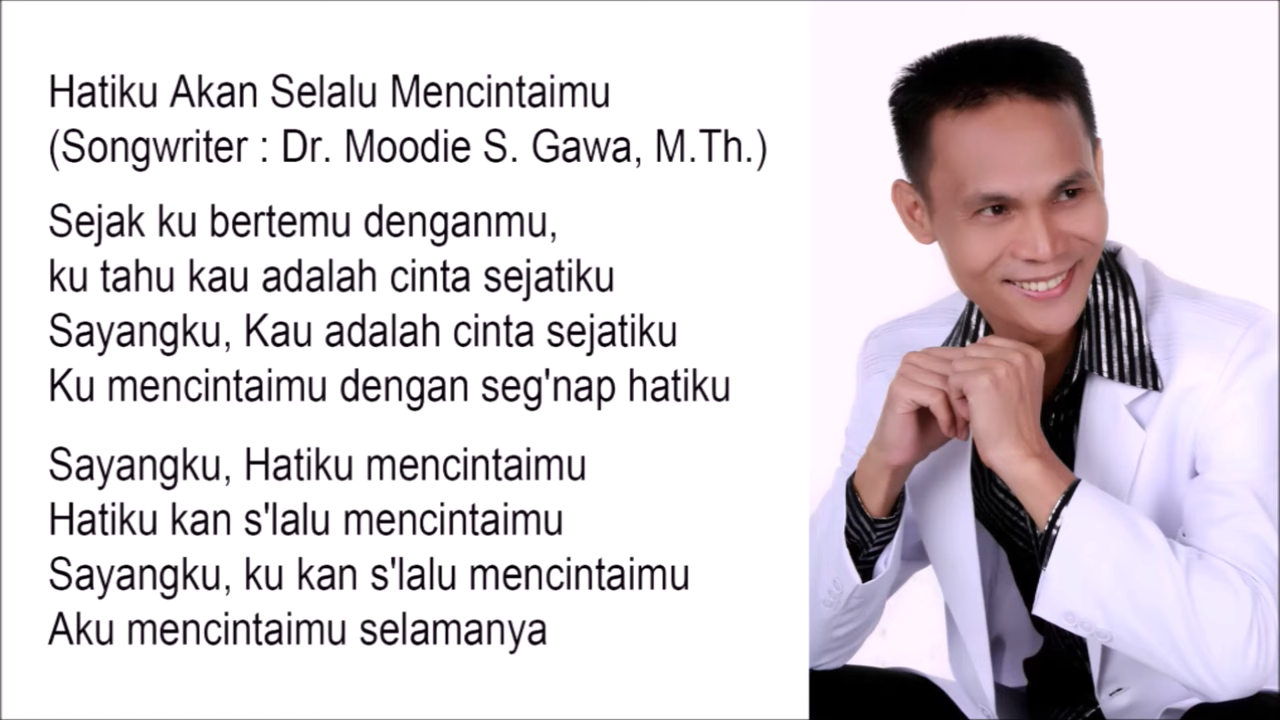 Hatiku Akan Selalu Mencintaimu
(Songwriter : Dr. Moodie S. Gawa, M.Th.)
Sejak ku bertemu denganmu,
ku tahu kau adalah cinta sejatiku
Sayangku, Kau adalah cinta sejatiku
Ku mencintaimu dengan seg'nap hatiku
Sayangku, Hatiku mencintaimu
Hatiku kan s'lalu mencintaimu
Sayangku, ku kan s'lalu mencintaimu
Aku mencintaimu selamanya